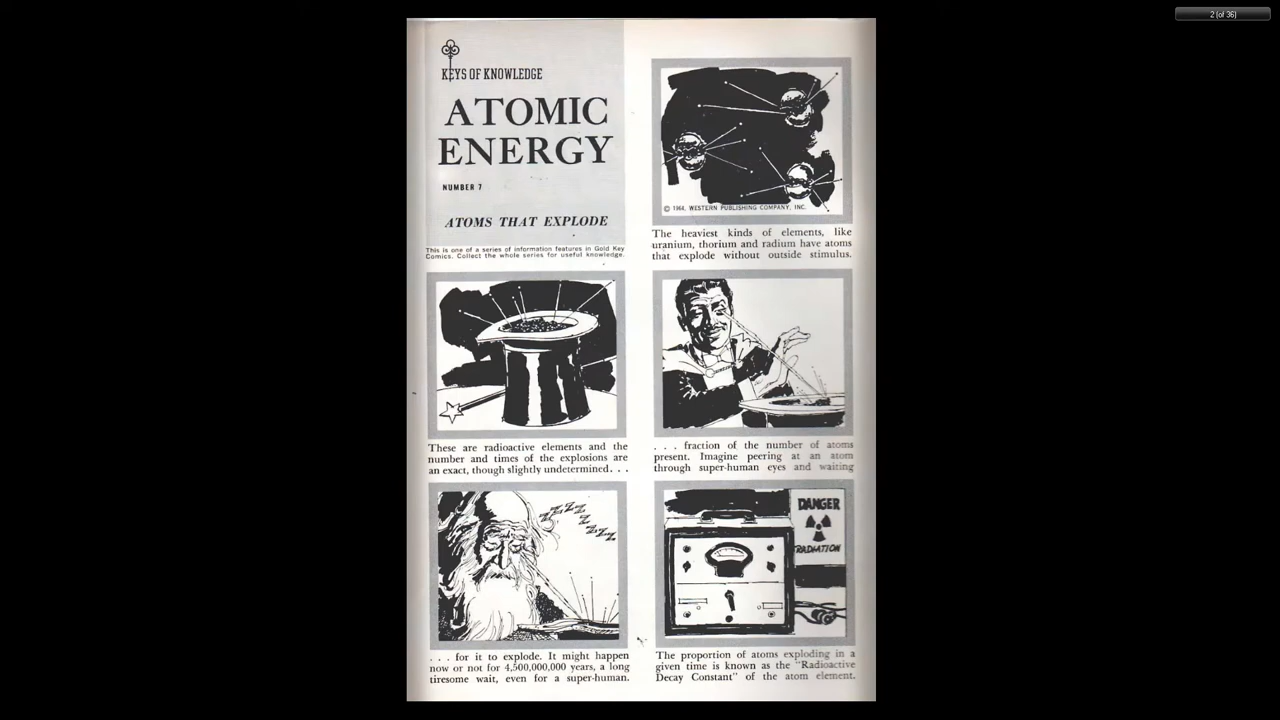 2 (of 36)
KEYS OF KNOWLEDGE
ATOMIC
ENERGY
NUMBER 7
ATOMS THAT EXPLODE
This is one of a series of information features in Gold Key
Comics. Collect the whole series for useful knowledge.
© 1964, WESTERN PUBLISHING COMPANY, INC.
The heaviest kinds of elements, like
uranium, thorium and radium have atoms
that explode without outside stimulus.
These are radioactive elements and the
number and times of the explosions are
an exact, though slightly undetermined. . .
. . . fraction of the number of atoms
present. Imagine peering at an atom
through super-human eyes and waiting
ZZZZZ
Z
ZZZZ
. . . for it to explode. It might happen
now or not for 4,500,000,000 years, a long
tiresome wait, even for a super-human.
DANGER
RADIATION
The proportion of atoms exploding in a
given time is known as the "Radioactive
Decay Constant" of the atom element.